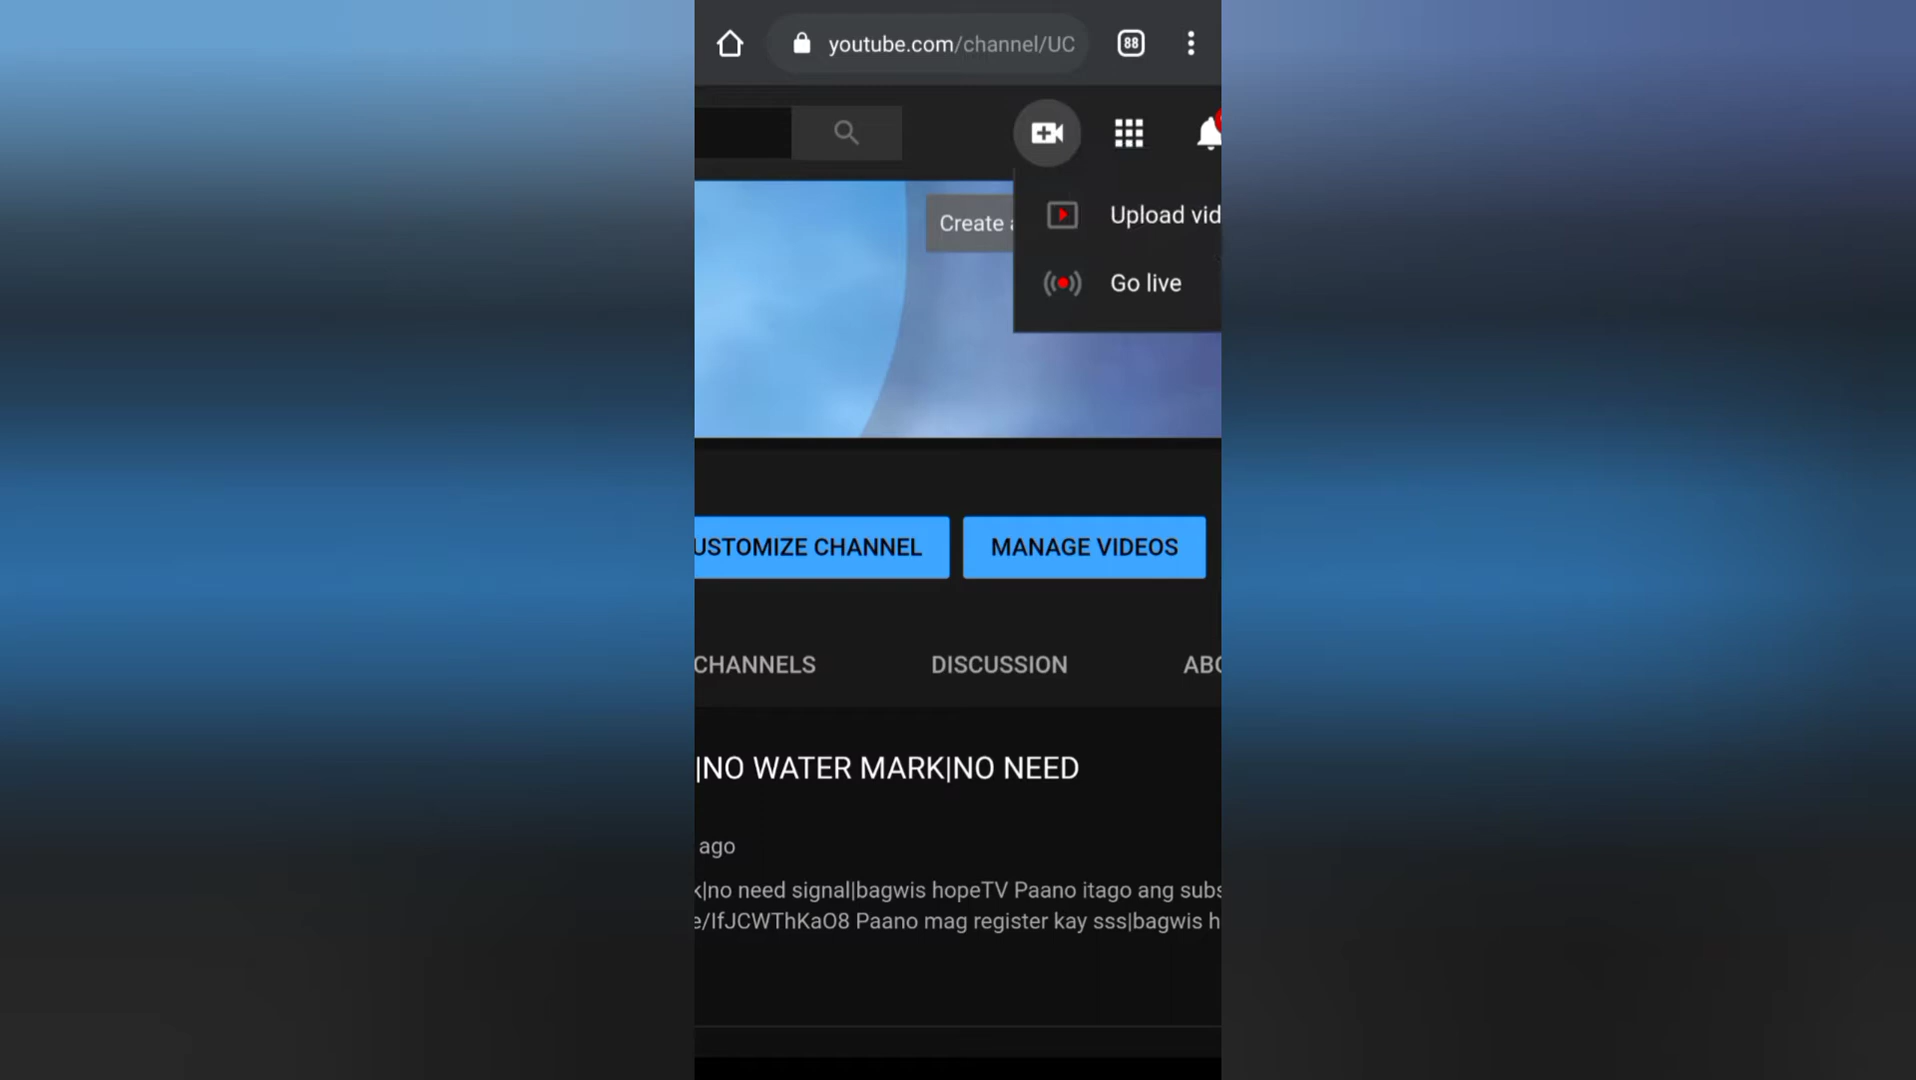 youtube.com/channel/UC
88
Create a
Upload vid
Go live
USTOMIZE CHANNEL
MANAGE VIDEOS
CHANNELS
DISCUSSION
ABO
|NO WATER MARK|NO NEED
ago
k|no need signal|bagwis hopeTV Paano itago ang subs
e/IfJCWThKaO8 Paano mag register kay sss|bagwis h